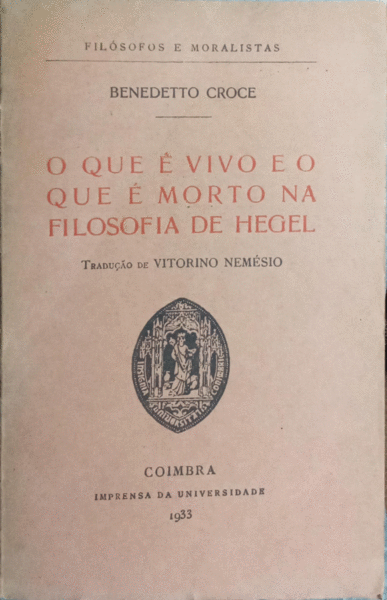 FILÓSOFOS E MORALISTAS
BENEDETTO CROCE
O QUE É VIVO E O
QUE É MORTO NA
FILOSOFIA DE HEGEL
TRADUÇÃO DE VITORINO NEMÉSIO
COIMBRA
IMPRENSA DA UNIVERSIDADE
1933